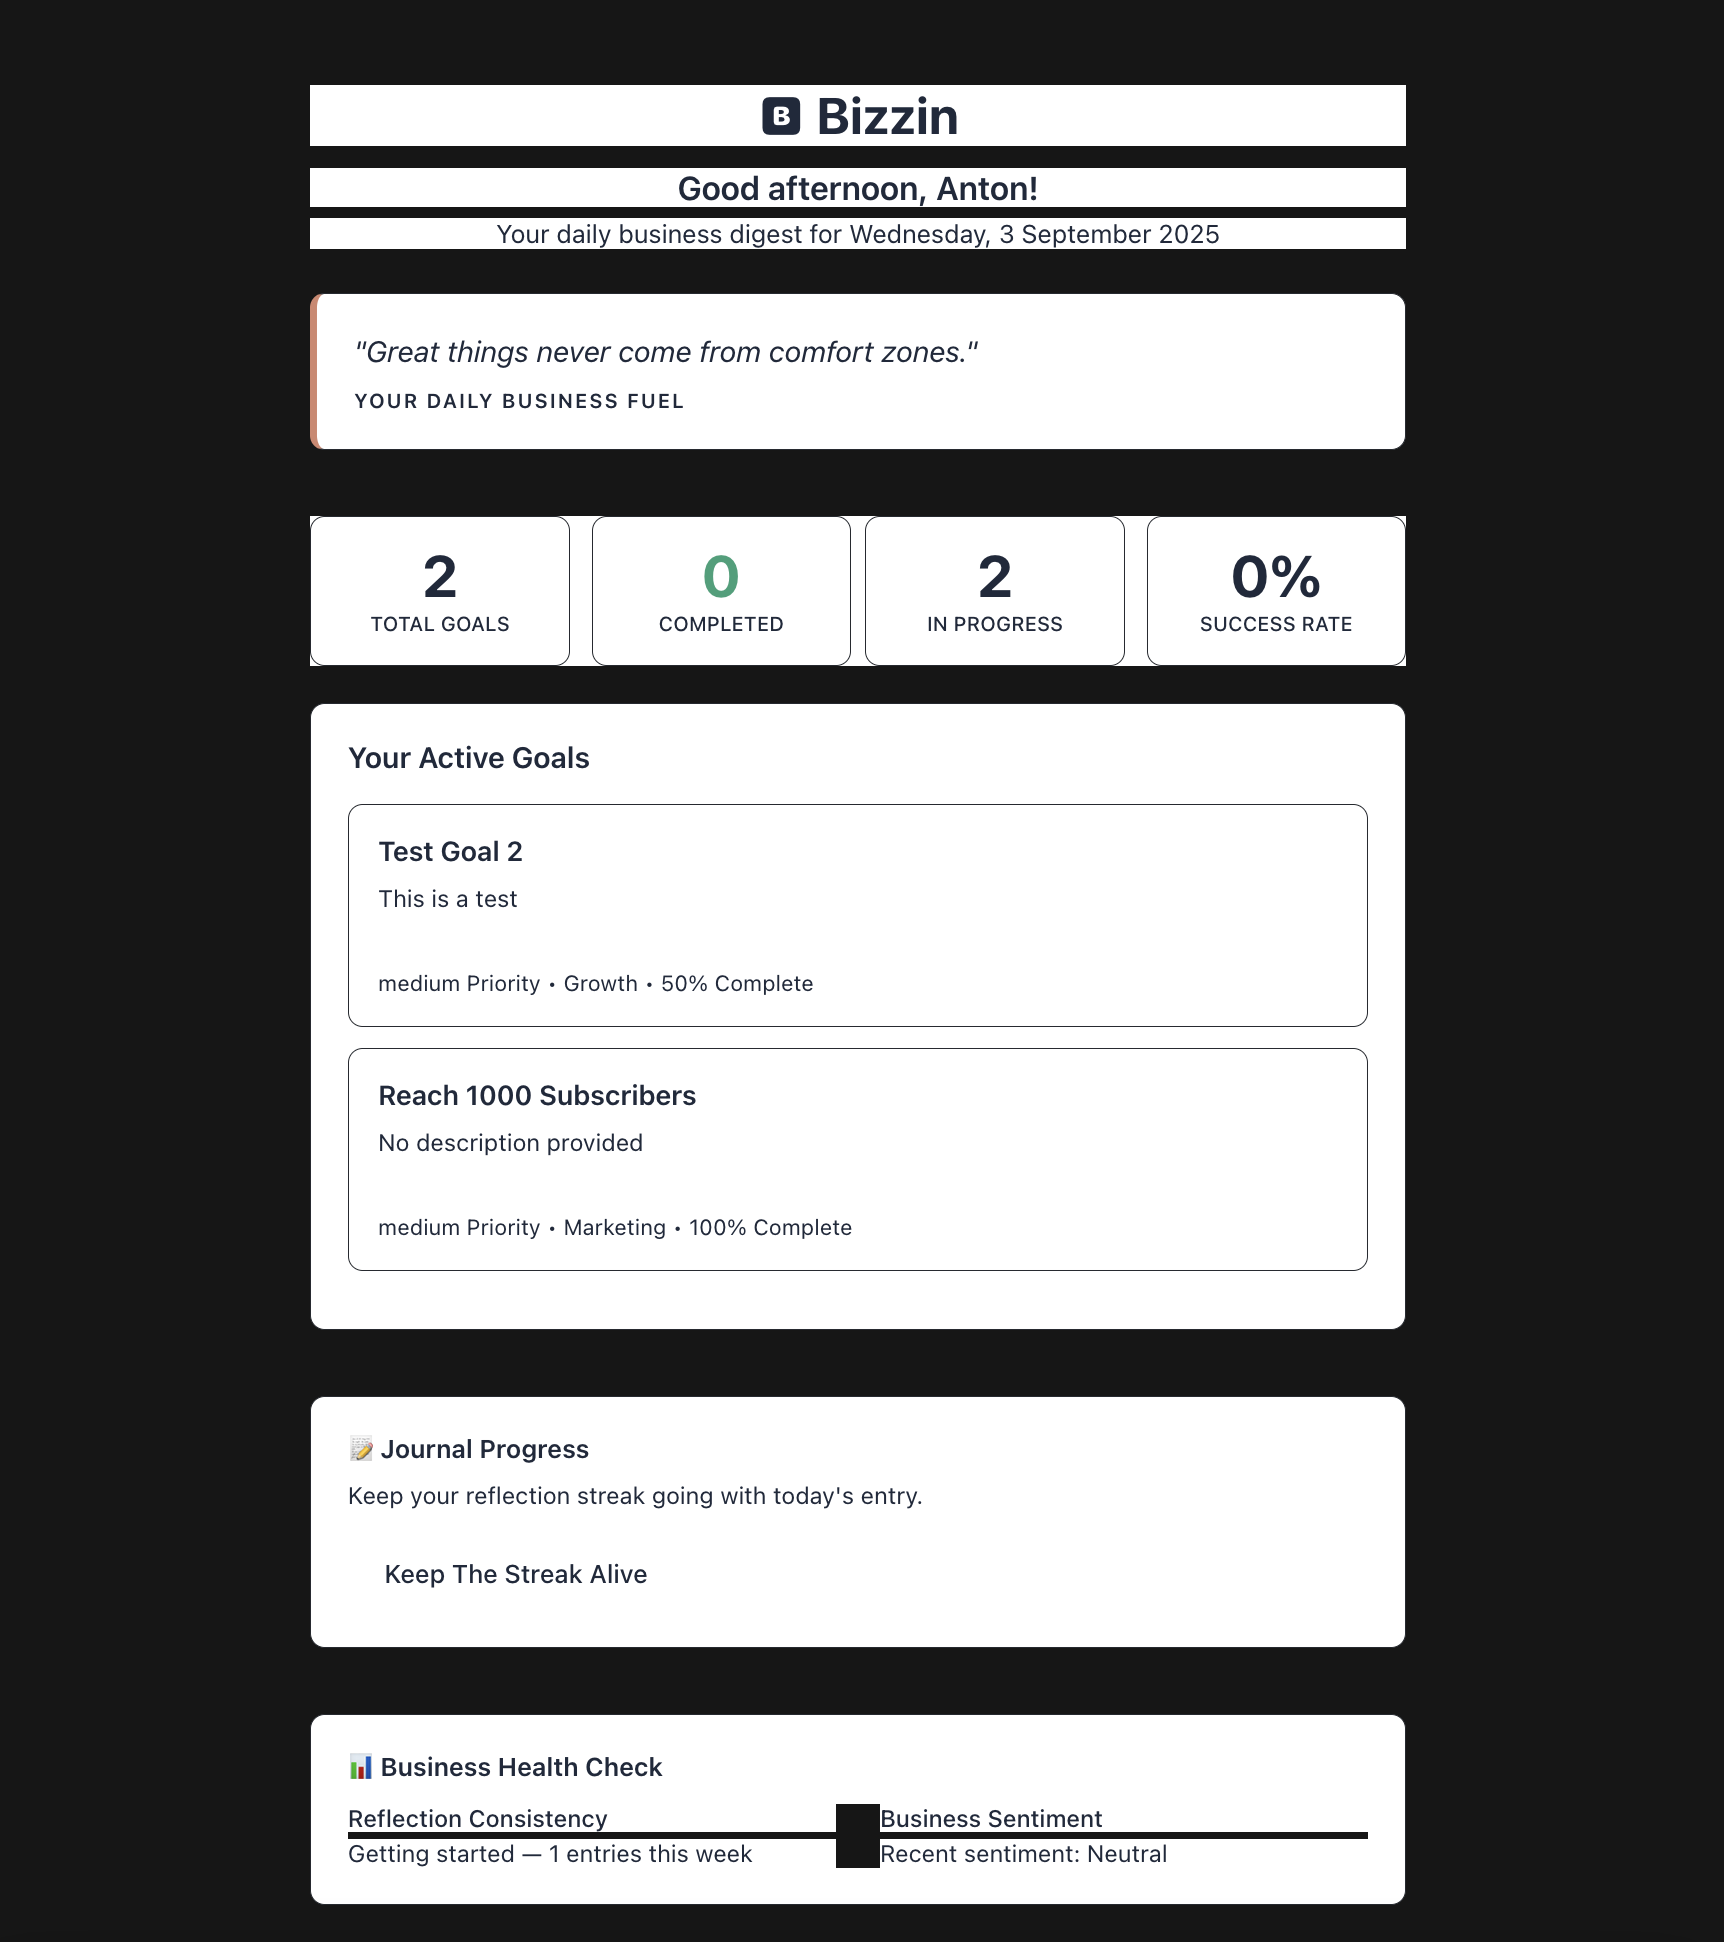 B Bizzin
Good afternoon, Anton!
Your daily business digest for Wednesday, 3 September 2025
"Great things never come from comfort zones."
YOUR DAILY BUSINESS FUEL
2
TOTAL GOALS
0
COMPLETED
2
IN PROGRESS
0%
SUCCESS RATE
Your Active Goals
Test Goal 2
This is a test
medium Priority • Growth • 50% Complete
Reach 1000 Subscribers
No description provided
medium Priority • Marketing • 100% Complete
📝 Journal Progress
Keep your reflection streak going with today's entry.
Keep The Streak Alive
📊 Business Health Check
Reflection Consistency
Getting started — 1 entries this week
Business Sentiment
Recent sentiment: Neutral